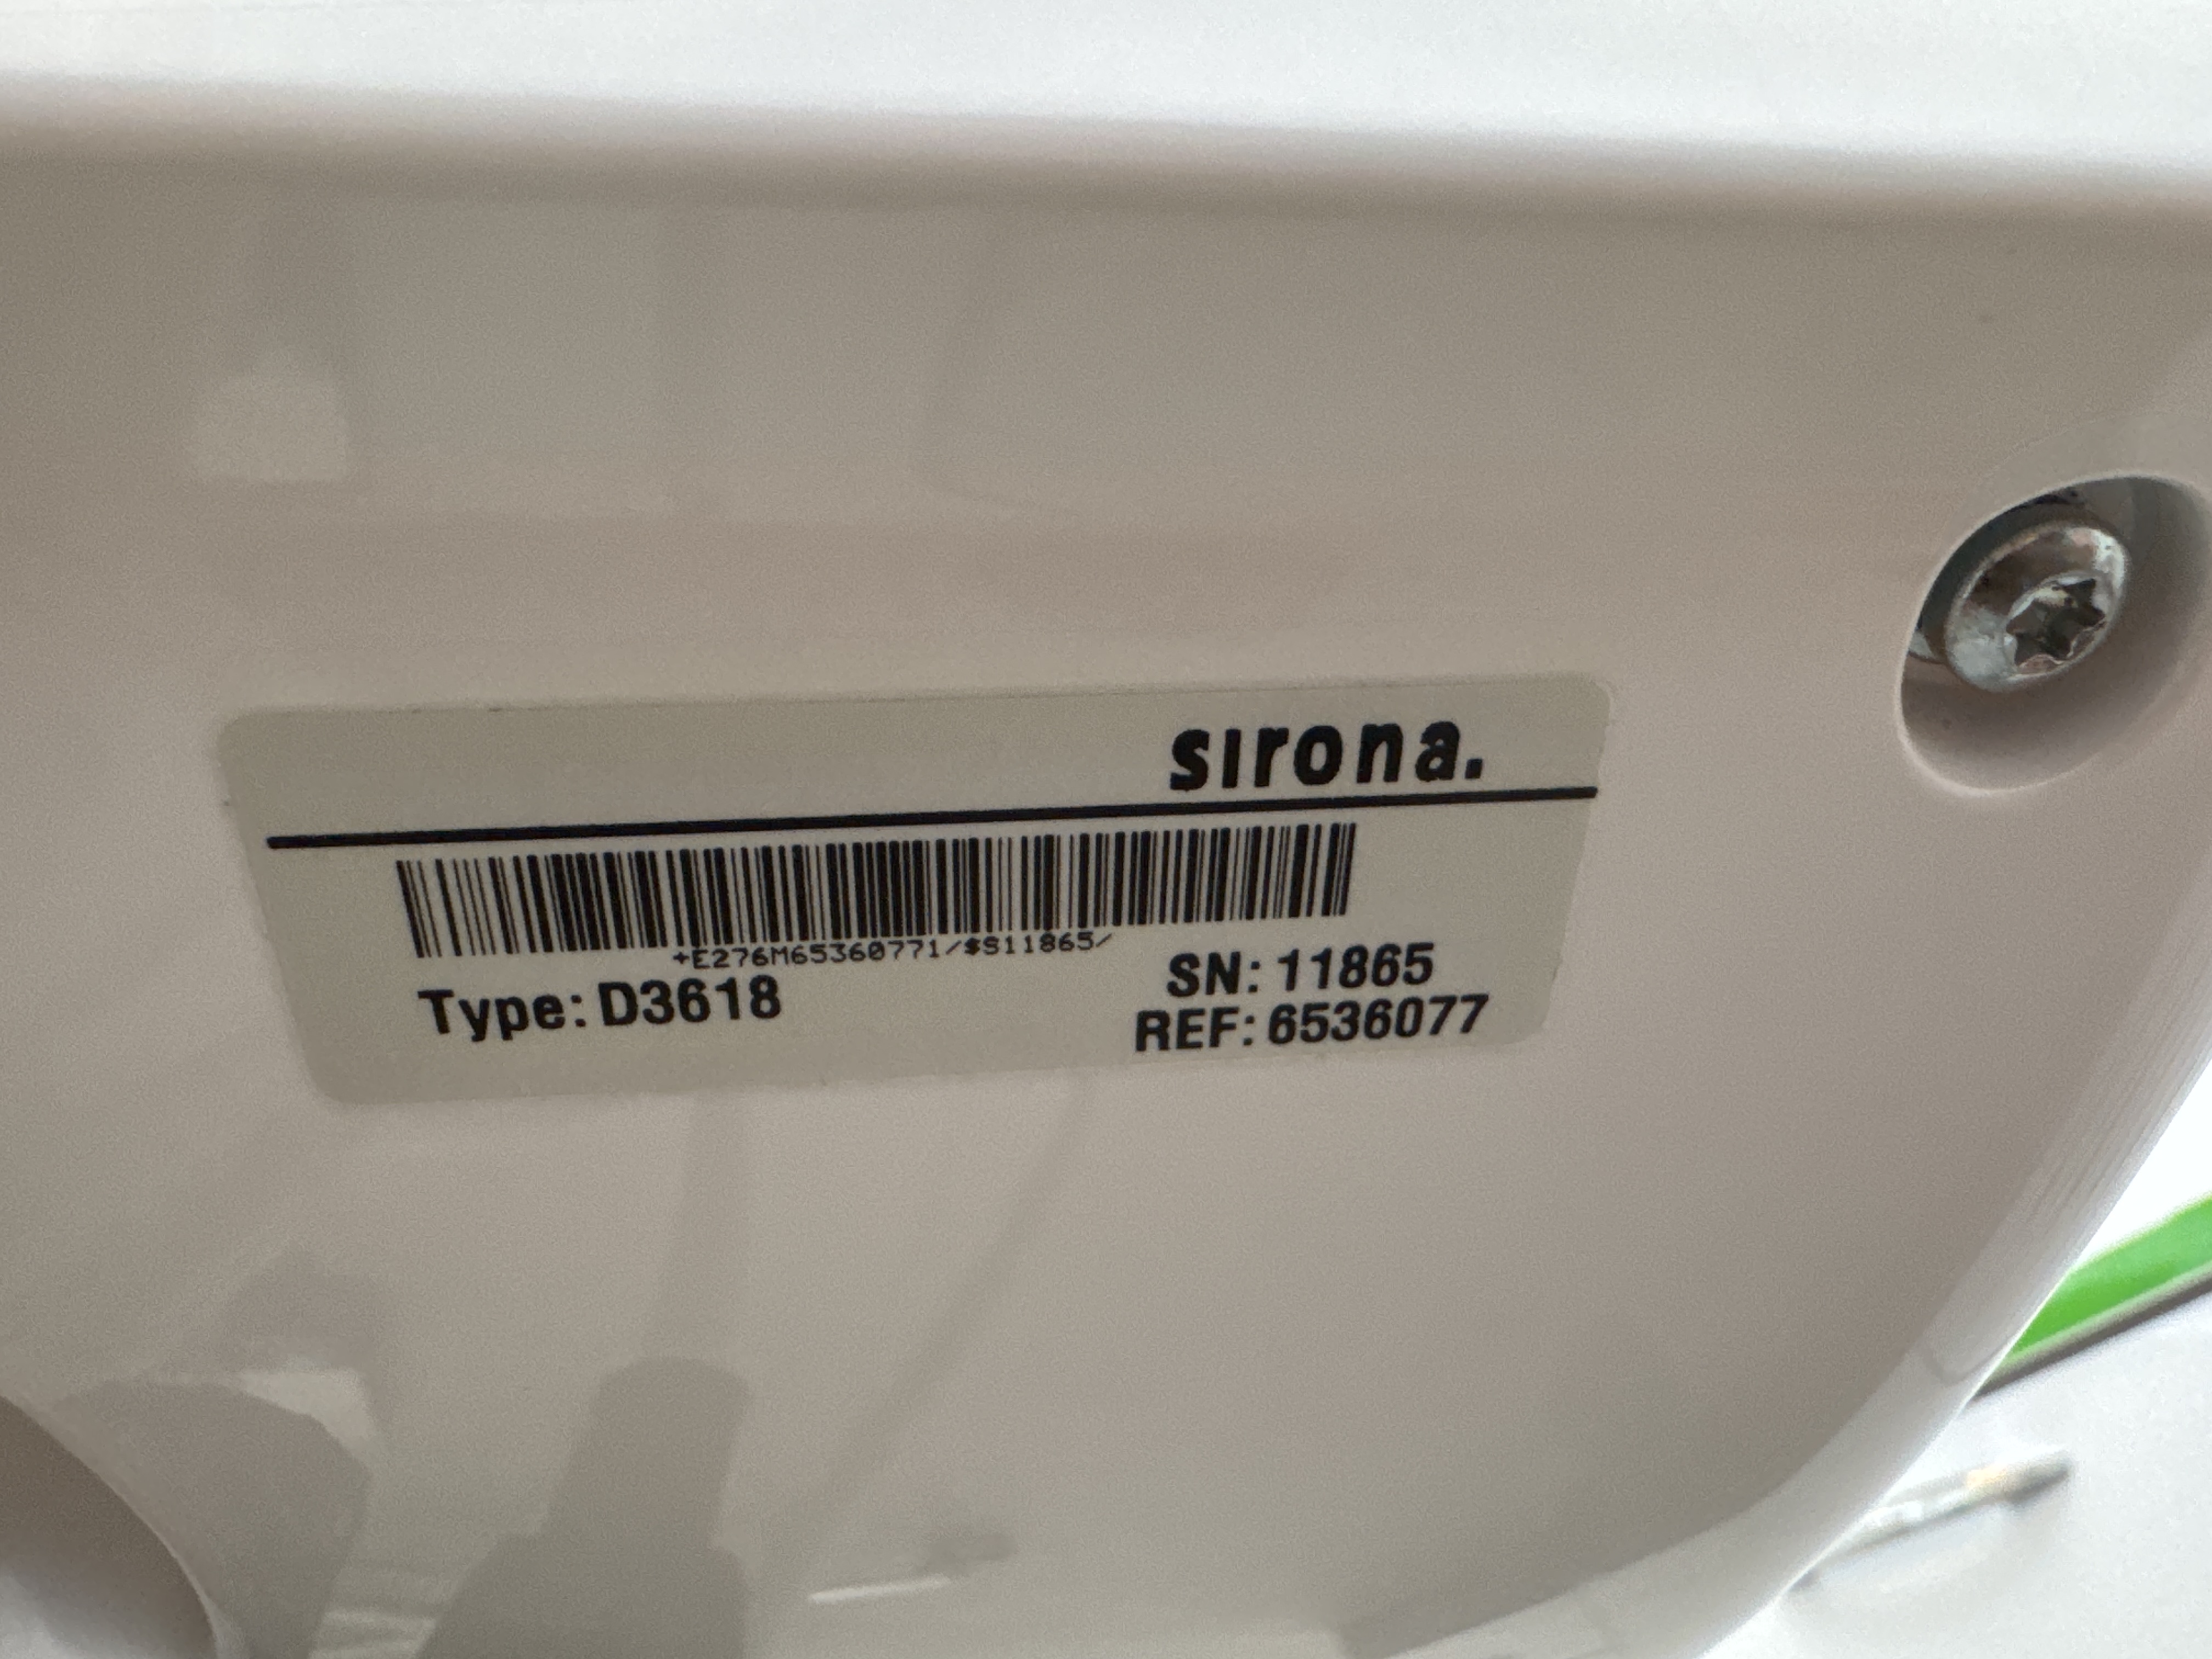 sirona.
+E276M65360771/$S11865/
Type: D3618
SN: 11865
REF: 6536077